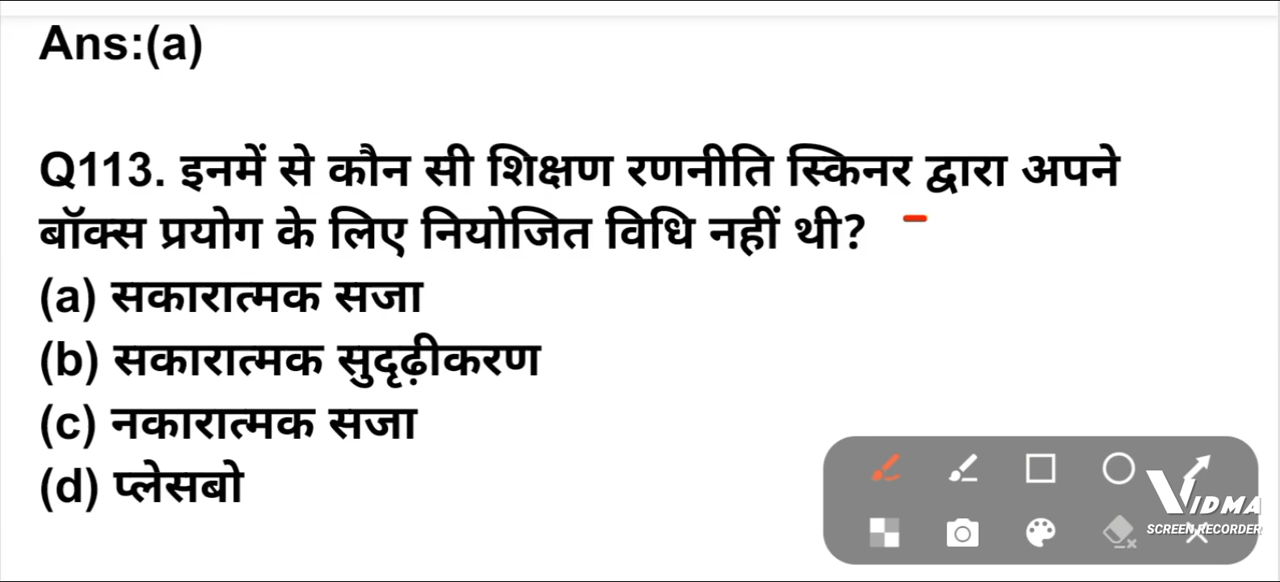 Ans:(a)
Q113. इनमें से कौन सी शिक्षण रणनीति स्किनर द्वारा अपने
बॉक्स प्रयोग के लिए नियोजित विधि नहीं थी?
(a) सकारात्मक सजा
(b) सकारात्मक सुदृढ़ीकरण
(c) नकारात्मक सजा
(d) प्लेसबो
VIDMA
SCREEN RECORDER